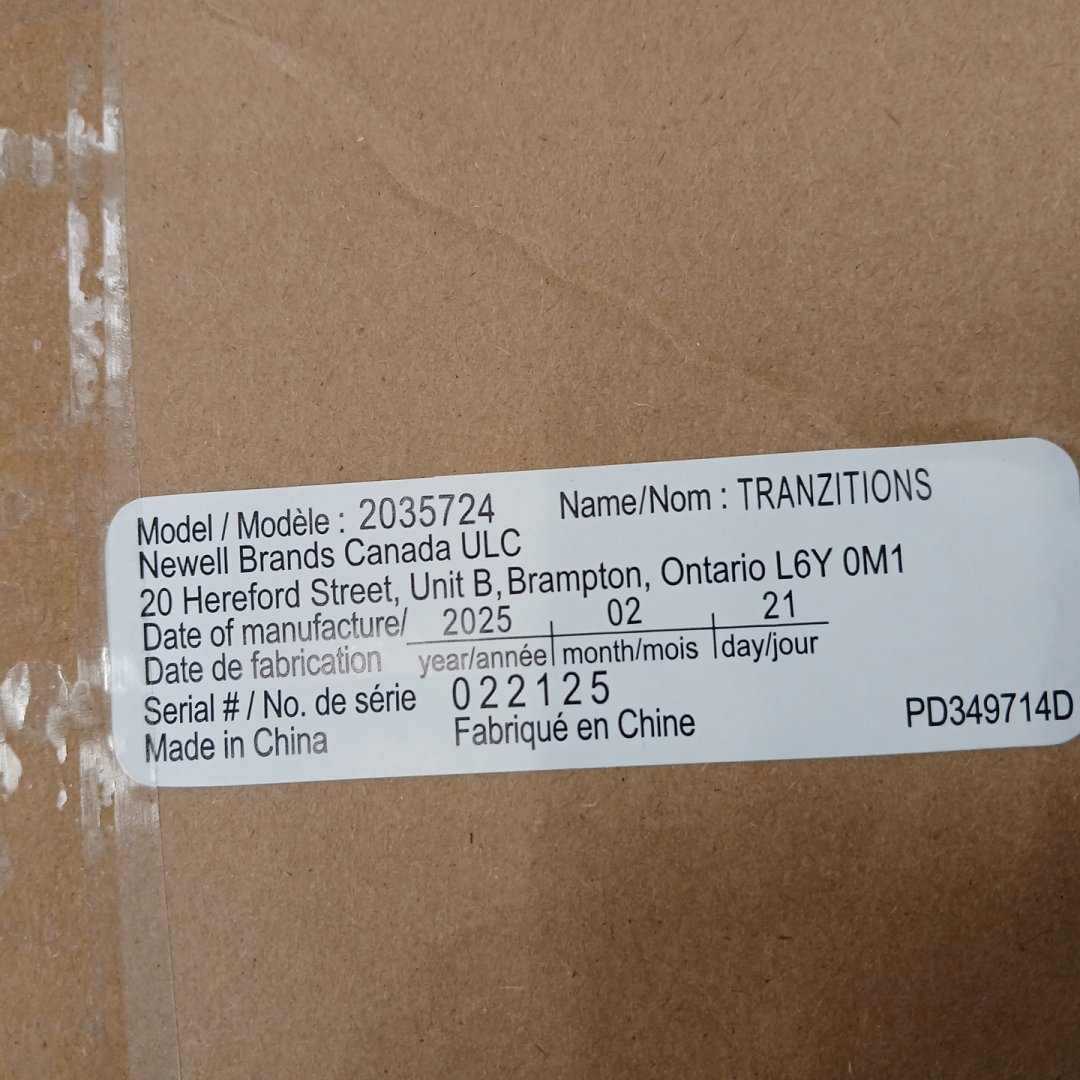 Model / Modèle : 2035724 Name/Nom : TRANZITIONS
Newell Brands Canada ULC
20 Hereford Street, Unit B, Brampton, Ontario L6Y 0M1
Date of manufacture/ 2025 02 21
Date de fabrication year/année month/mois day/jour
Serial # / No. de série 022125
Made in China Fabriqué en Chine PD349714D